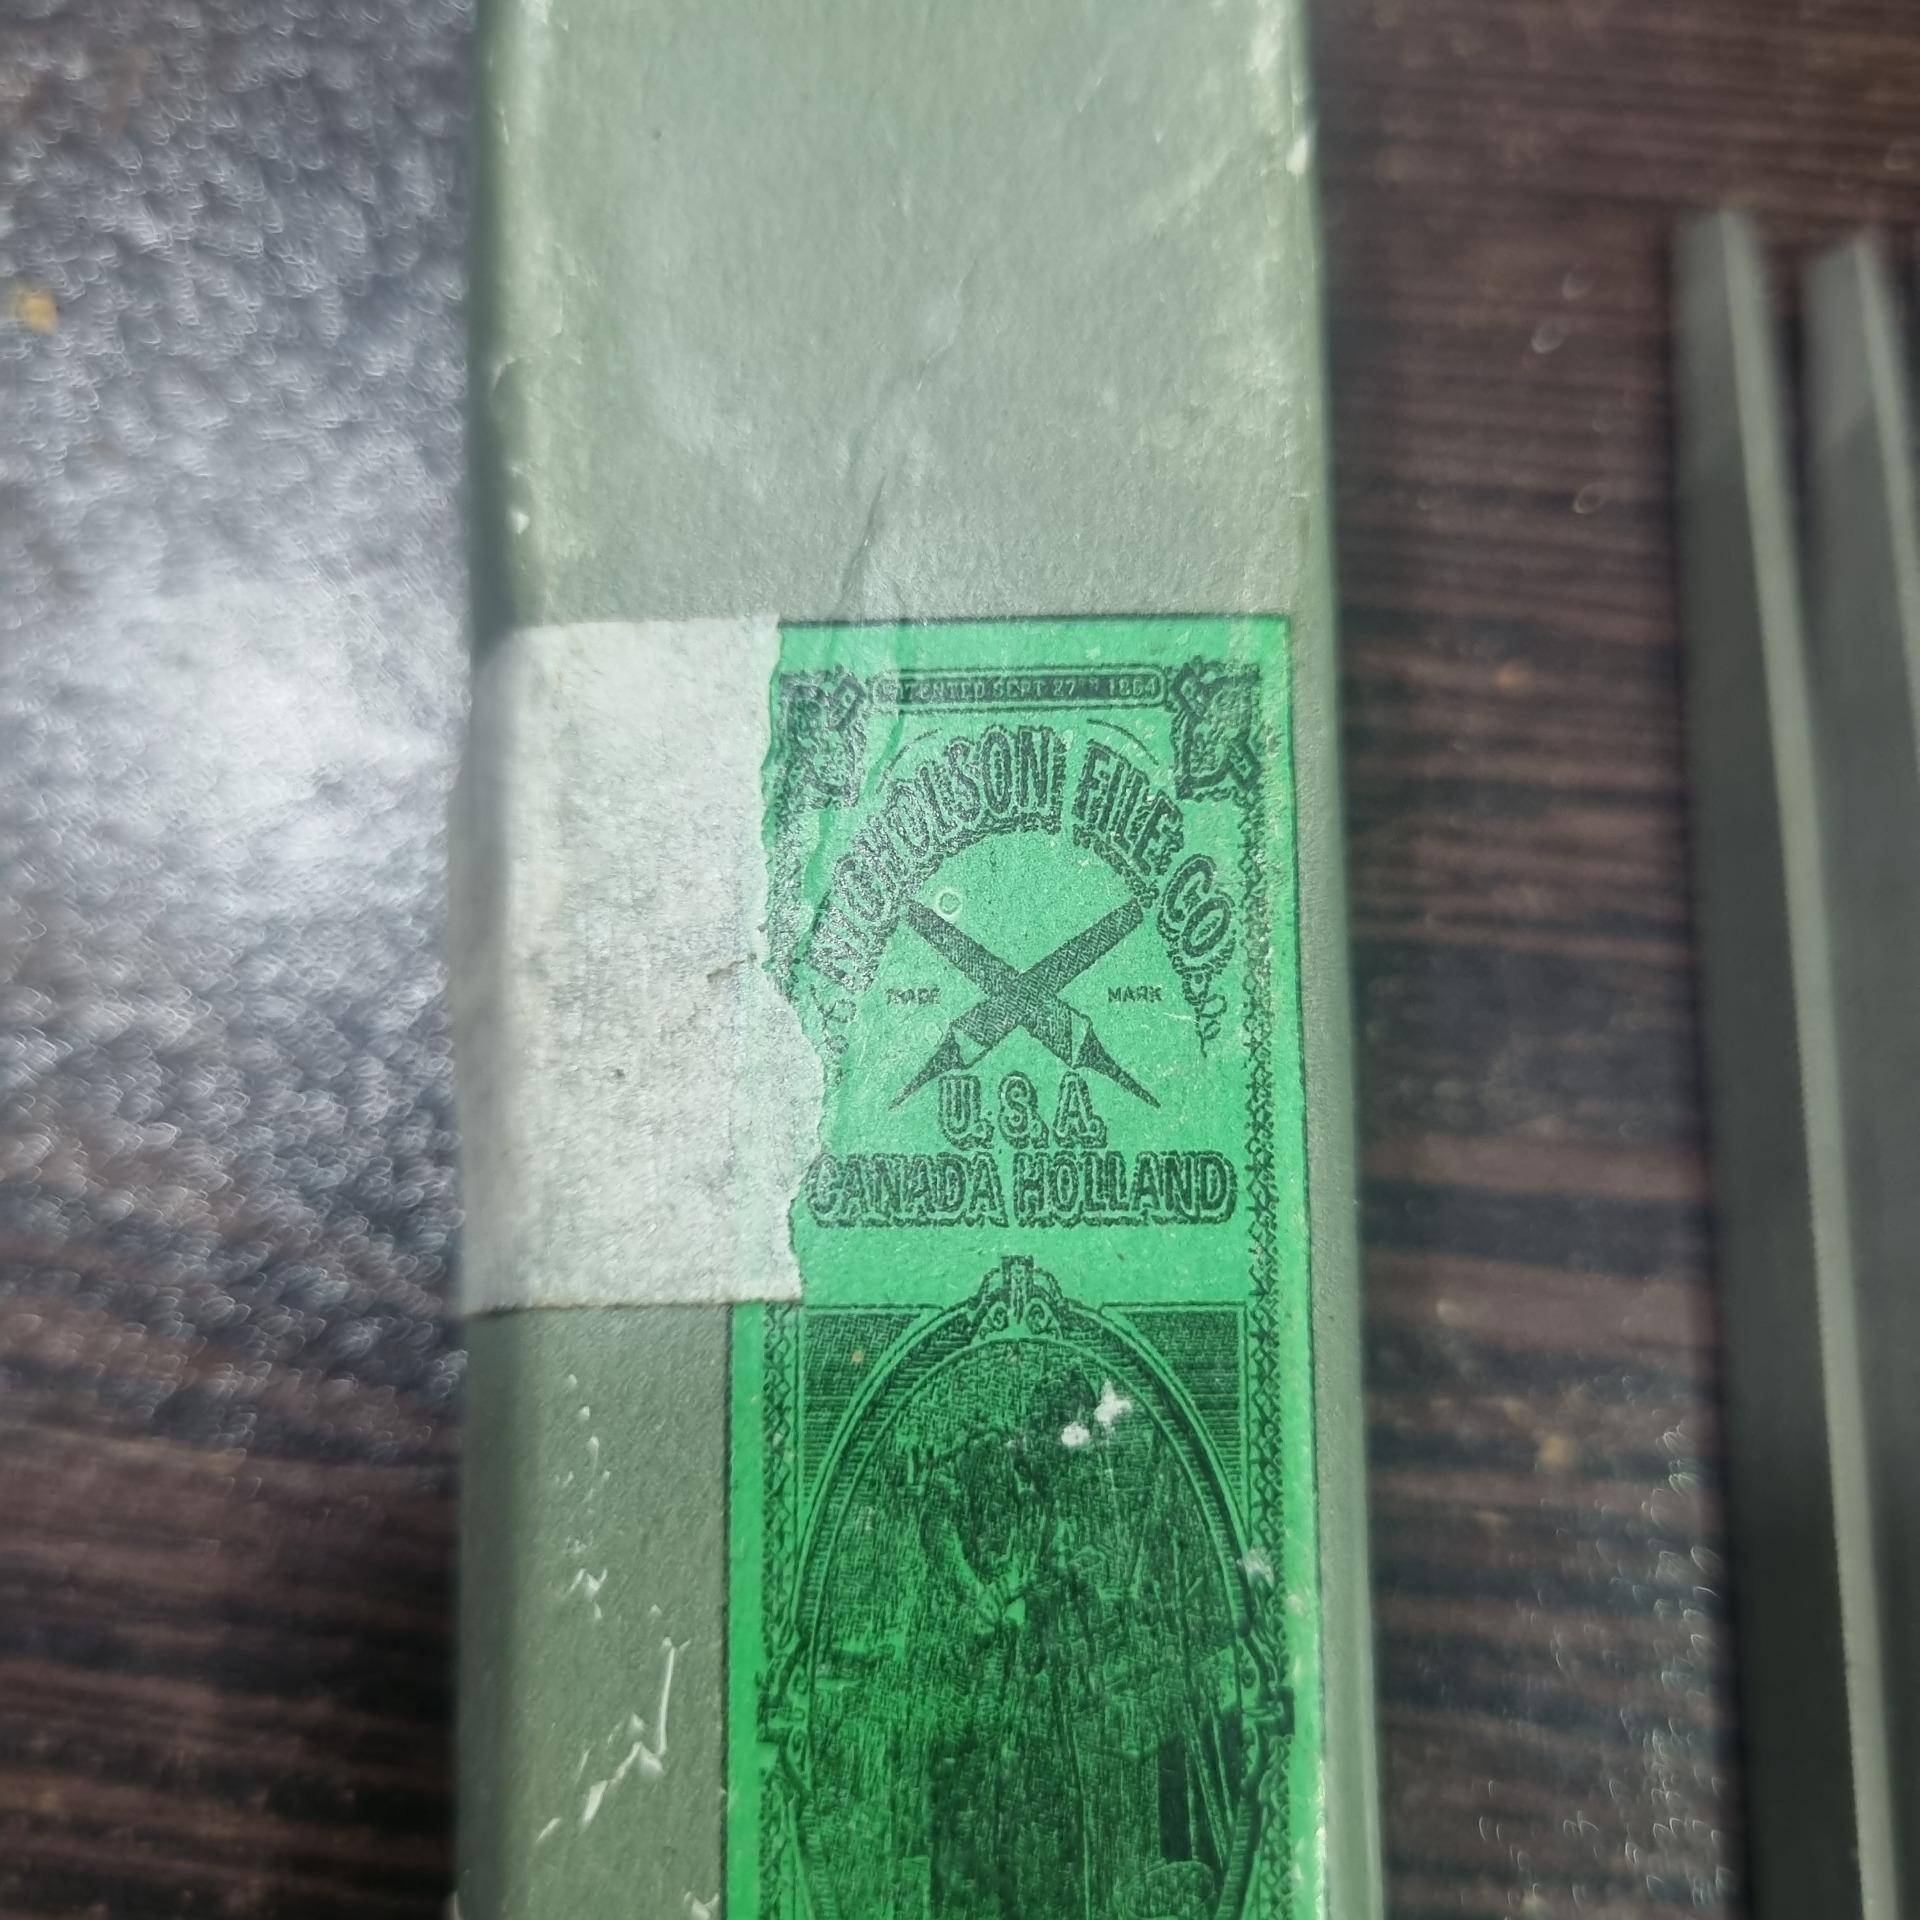 PATENTED SEPT 27TH 1864
NICHOLSON FILE CO.
TRADE MARK
U.S.A.
CANADA HOLLAND